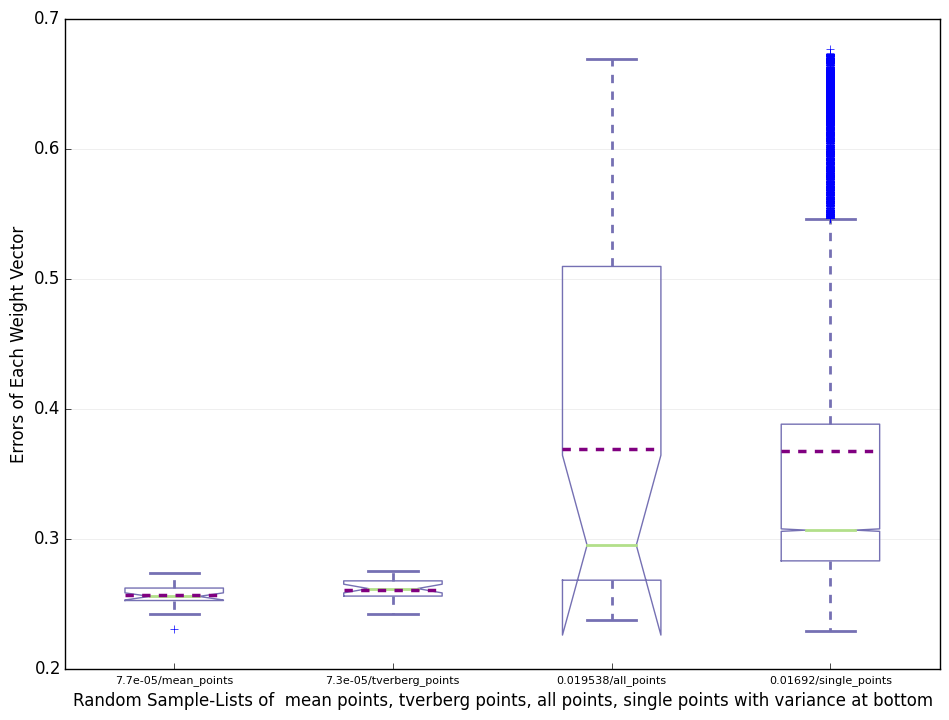 0.7
0.6
0.5
0.4
0.3
0.2
Errors of Each Weight Vector
7.7e-05/mean_points 7.3e-05/tverberg_points 0.019538/all_points 0.01692/single_points
Random Sample-Lists of  mean points, tverberg points, all points, single points with variance at bottom